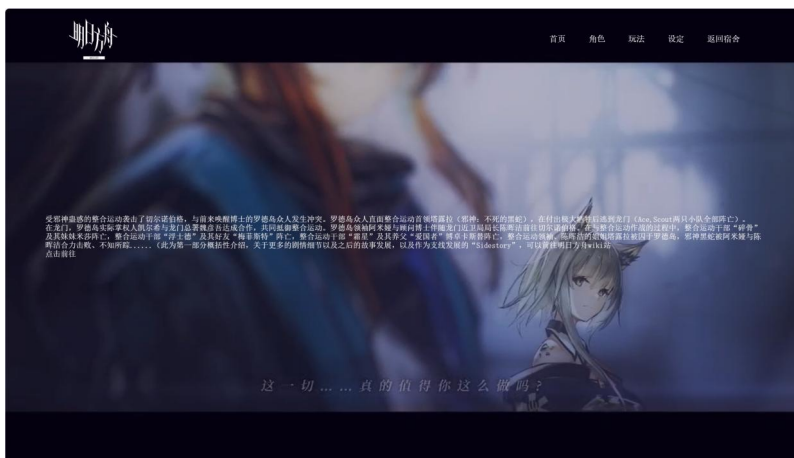 明日方舟
首页 角色 玩法 设定 返回宿舍
受邪神蛊惑的整合运动袭击了切尔诺伯格，与前来唤醒博士的罗德岛众人发生冲突。罗德岛众人直面整合运动首领塔露拉（邪神：不死的黑蛇），在付出极大牺牲后逃到龙门（Ace,Scout两只小队全部阵亡）。
在龙门，罗德岛实际掌权人凯尔希与龙门总督魏彦吾达成合作，共同抵御整合运动。罗德岛领袖阿米娅与顾问博士伴随龙门近卫局局长陈晖洁前往切尔诺伯格。在与整合运动作战的过程中，整合运动干部“碎骨”
及其妹妹米莎阵亡，整合运动干部“浮士德”及其好友“梅菲斯特”阵亡，整合运动干部“霜星”及其养父“爱国者”博卓卡斯替阵亡，整合运动领袖，陈晖洁的姐姐塔露拉被囚于罗德岛，邪神黑蛇被阿米娅与陈
晖洁合力击败、不知所踪......（此为第一部分概括性介绍，关于更多的剧情细节以及之后的故事发展，以及作为支线发展的“Sidestory”，可以前往明日方舟wiki站
点击前往
这一切......真的值得你这么做吗?